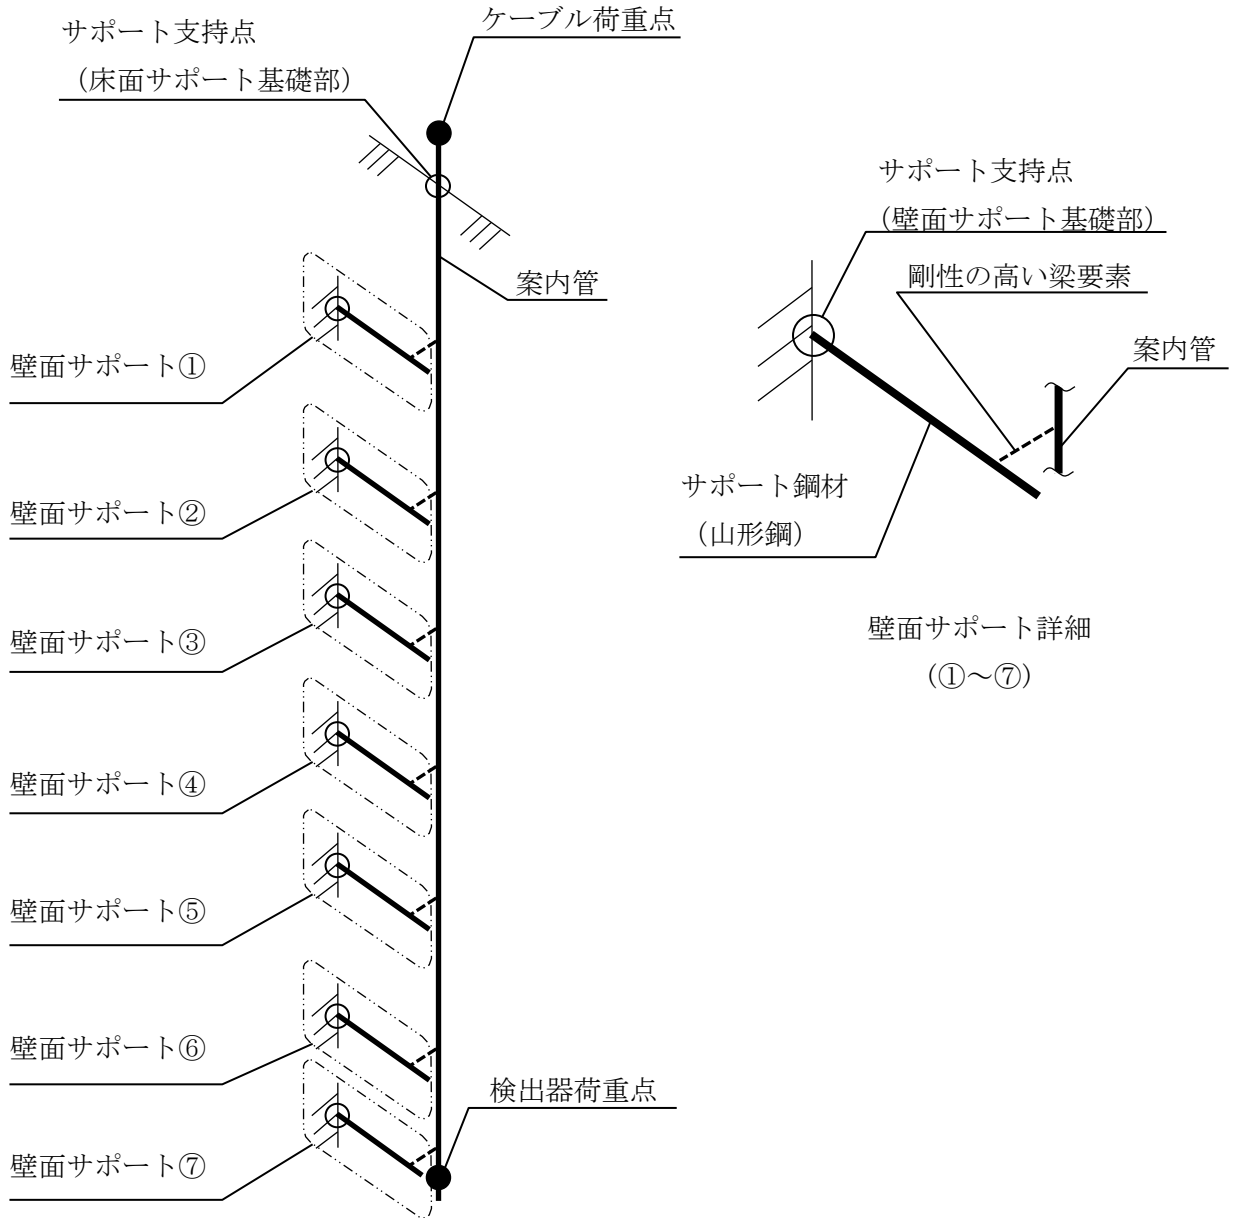 サポート支持点
（床面サポート基礎部）
ケーブル荷重点
案内管
壁面サポート①
壁面サポート②
壁面サポート③
壁面サポート④
壁面サポート⑤
壁面サポート⑥
壁面サポート⑦
検出器荷重点
サポート支持点
（壁面サポート基礎部）
剛性の高い梁要素
案内管
サポート鋼材
（山形鋼）
壁面サポート詳細
（①～⑦）